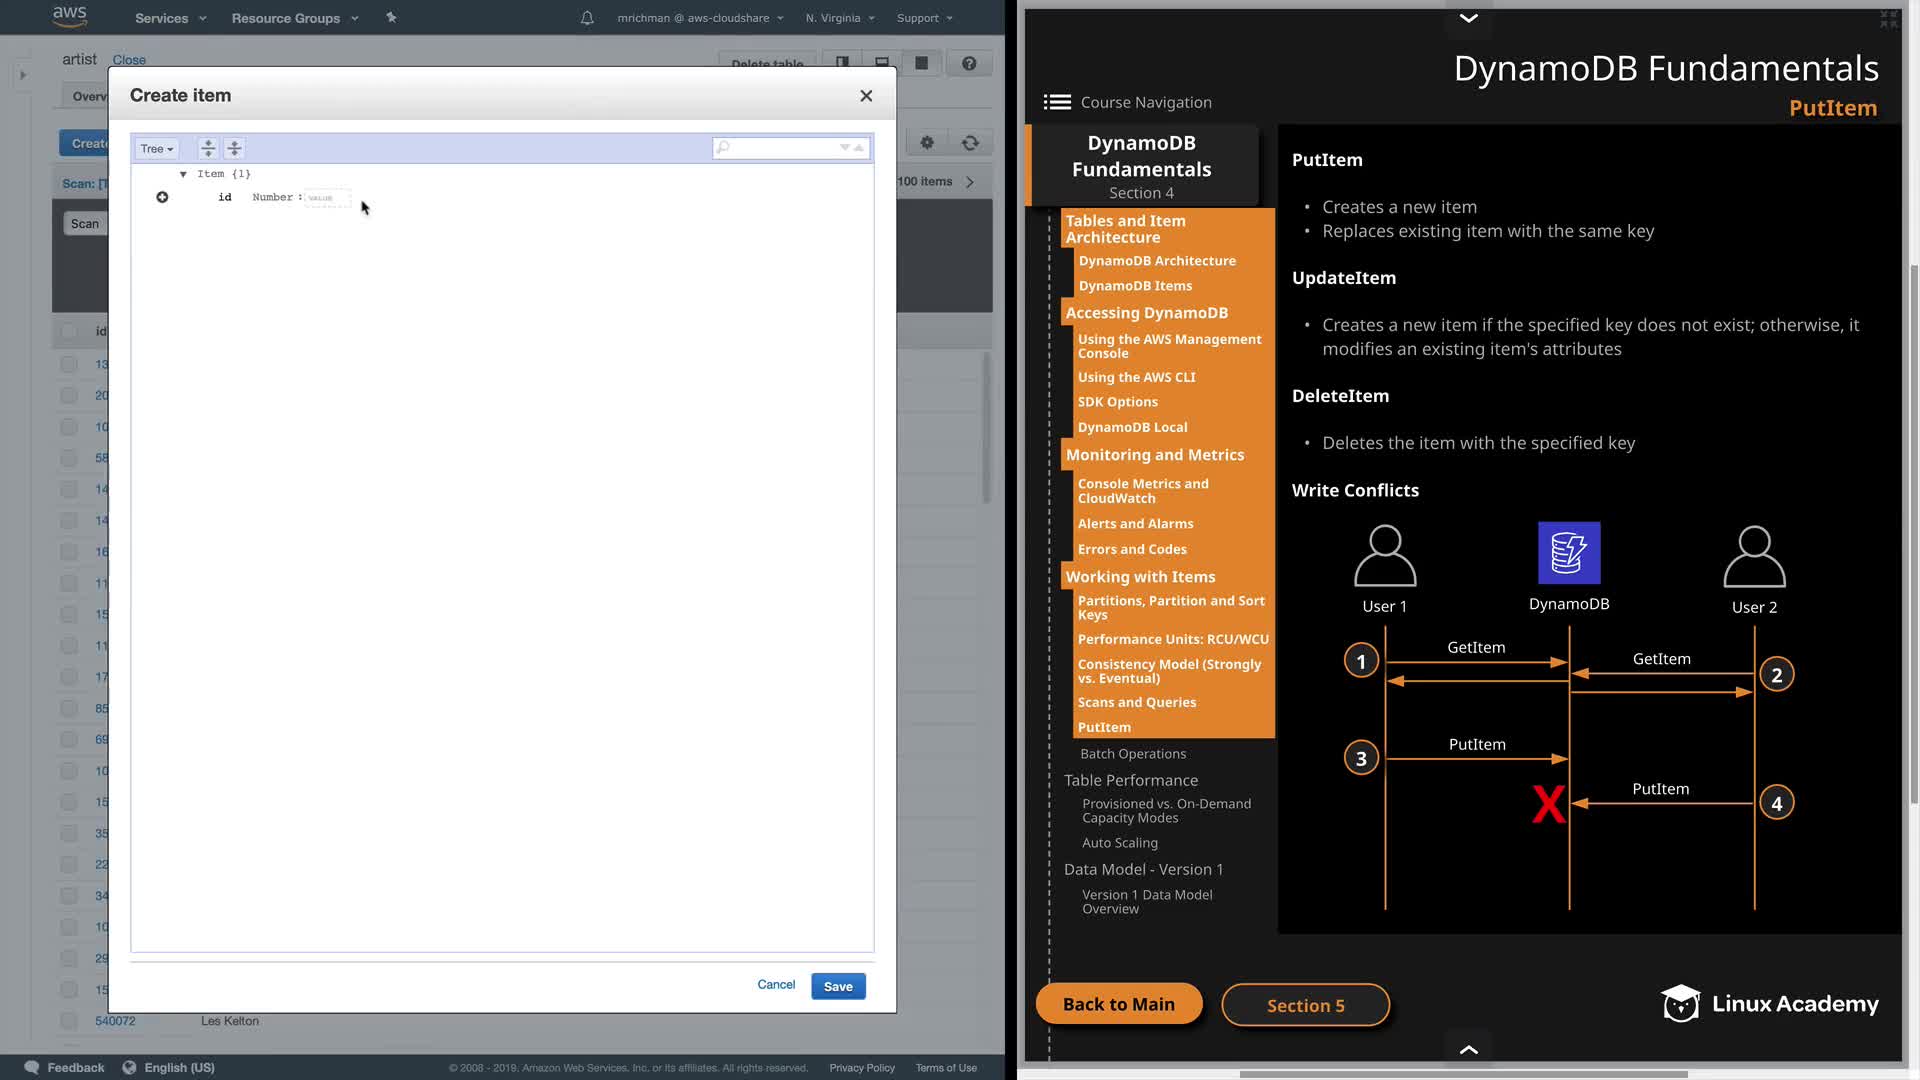 aws
Services
Resource Groups
mrichman @ aws-cloudshare
N. Virginia
Support
artist
Close
Delete table
Create item
Tree
Item {1}
id
Number :
VALUE
Scan
100 items
id
13
20
10
58
14
14
16
11
15
11
17
85
69
10
15
35
22
34
10
29
15
540072
Les Kelton
Cancel
Save
Feedback
English (US)
© 2008 - 2019, Amazon Web Services, Inc. or its affiliates. All rights reserved.
Privacy Policy
Terms of Use
DynamoDB Fundamentals
PutItem
Course Navigation
DynamoDB
Fundamentals
Section 4
Tables and Item
Architecture
DynamoDB Architecture
DynamoDB Items
Accessing DynamoDB
Using the AWS Management
Console
Using the AWS CLI
SDK Options
DynamoDB Local
Monitoring and Metrics
Console Metrics and
CloudWatch
Alerts and Alarms
Errors and Codes
Working with Items
Partitions, Partition and Sort
Keys
Performance Units: RCU/WCU
Consistency Model (Strongly
vs. Eventual)
Scans and Queries
PutItem
Batch Operations
Table Performance
Provisioned vs. On-Demand
Capacity Modes
Auto Scaling
Data Model - Version 1
Version 1 Data Model
Overview
PutItem
• Creates a new item
• Replaces existing item with the same key
UpdateItem
• Creates a new item if the specified key does not exist; otherwise, it
modifies an existing item's attributes
DeleteItem
• Deletes the item with the specified key
Write Conflicts
User 1
DynamoDB
User 2
1
GetItem
GetItem
2
3
PutItem
X
PutItem
4
Back to Main
Section 5
Linux Academy